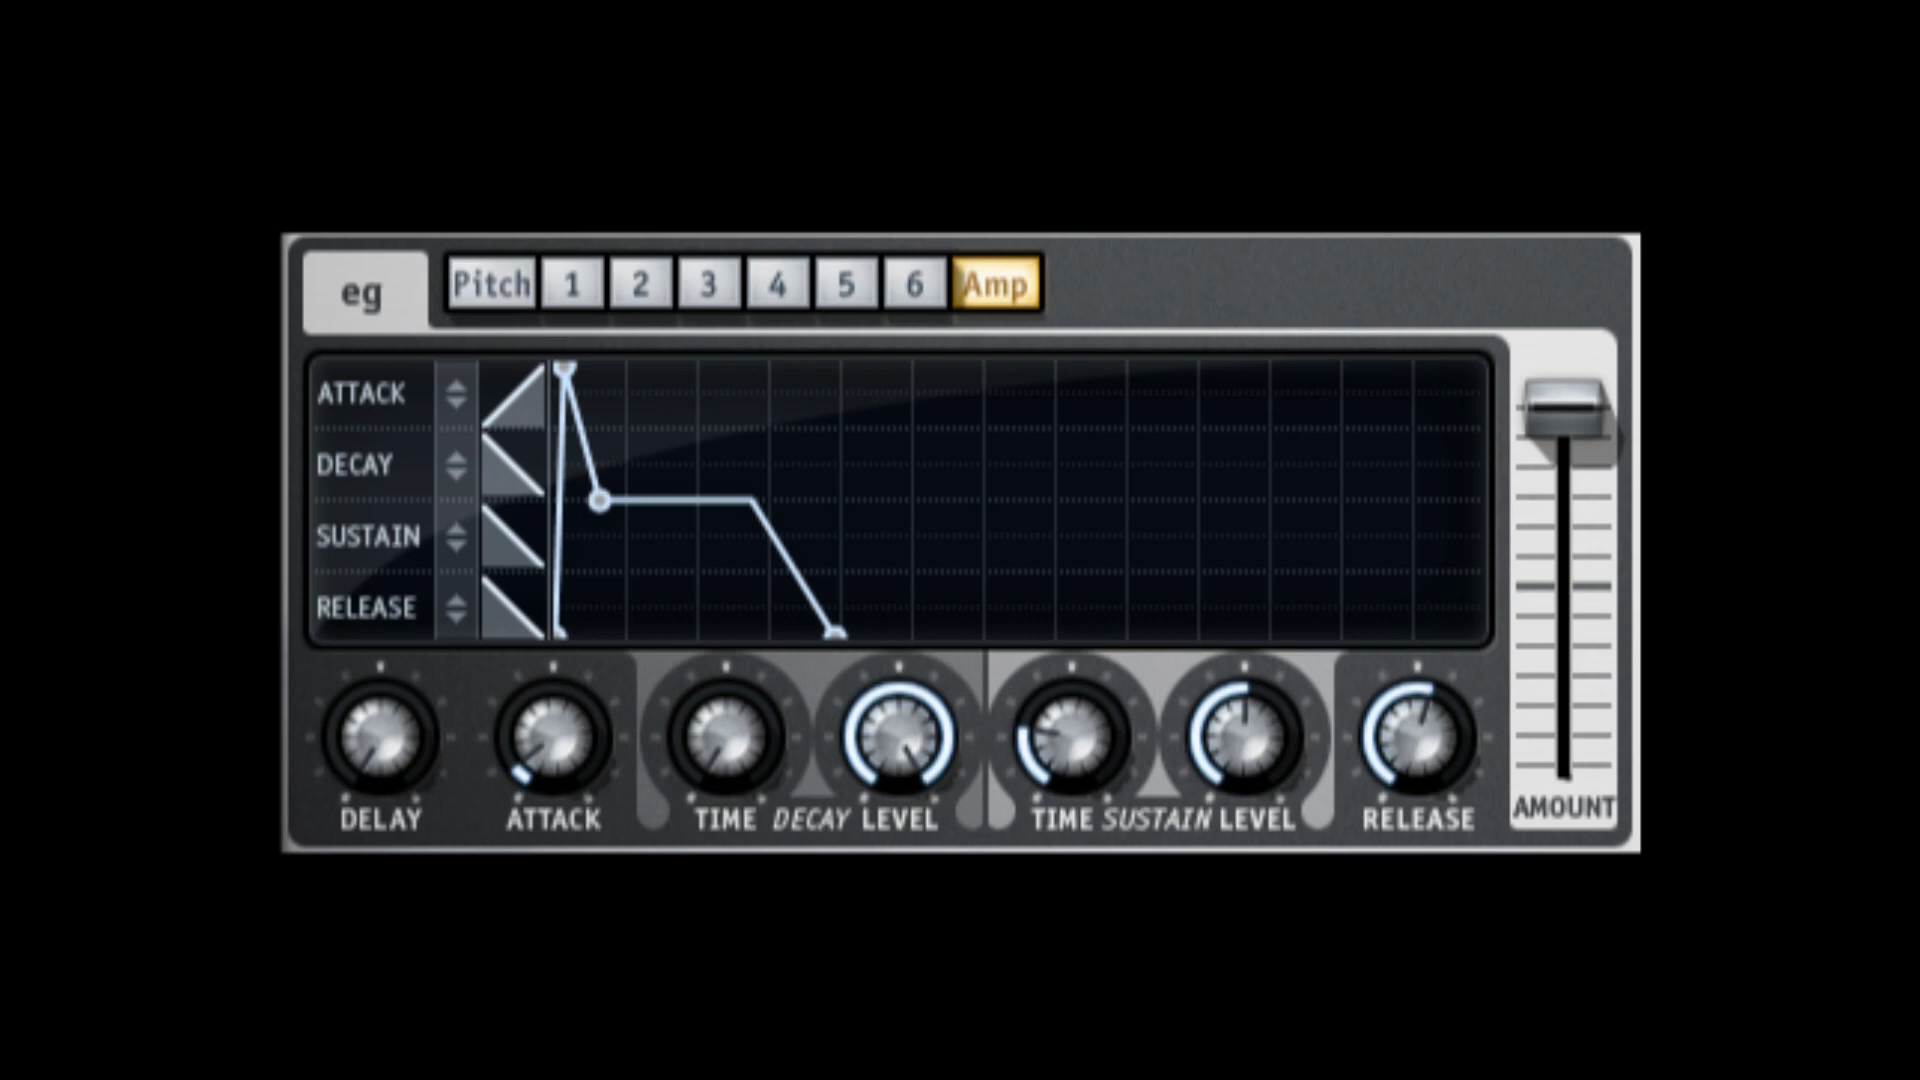 eg Pitch 1 2 3 4 5 6 Amp
ATTACK
DECAY
SUSTAIN
RELEASE
DELAY ATTACK TIME DECAY LEVEL TIME SUSTAIN LEVEL RELEASE AMOUNT